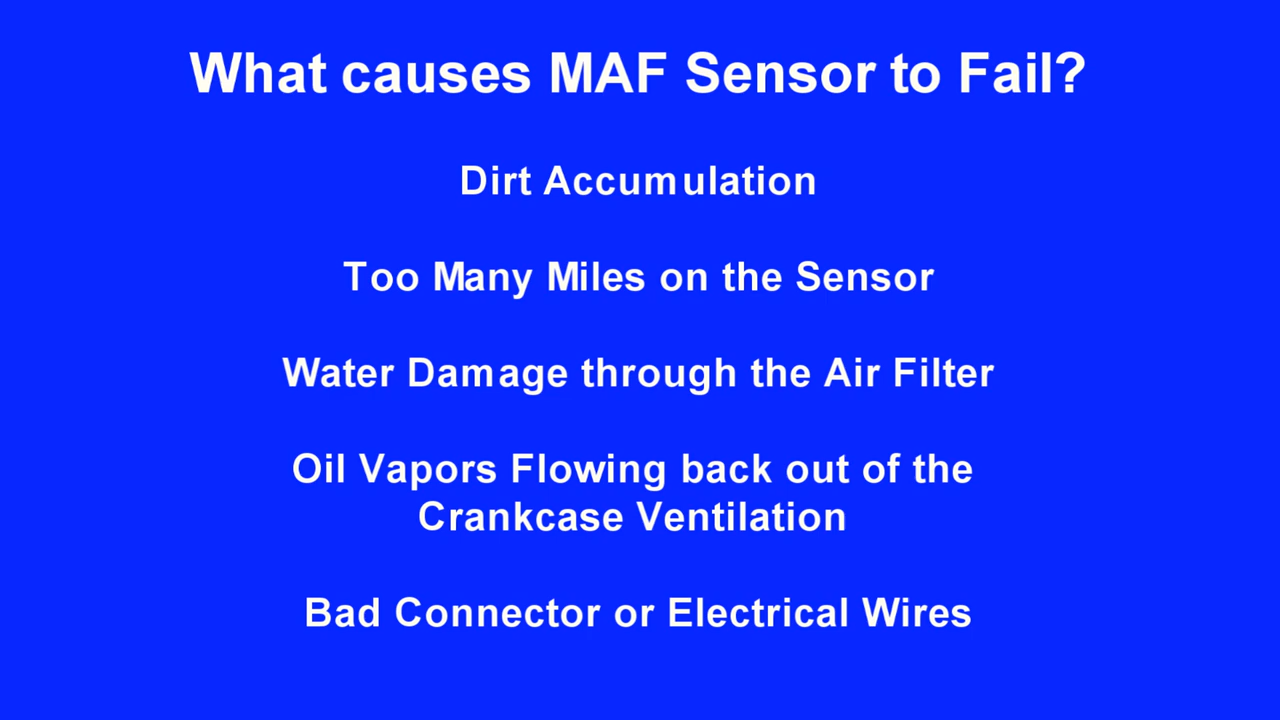 What causes MAF Sensor to Fail?
Dirt Accumulation
Too Many Miles on the Sensor
Water Damage through the Air Filter
Oil Vapors Flowing back out of the
Crankcase Ventilation
Bad Connector or Electrical Wires